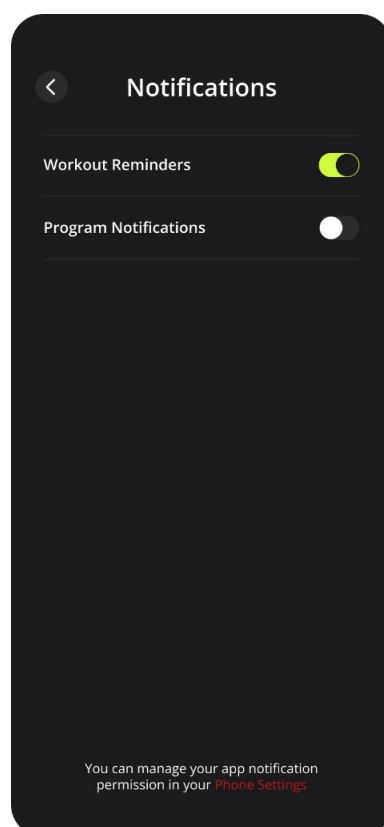 Notifications
Workout Reminders
Program Notifications
You can manage your app notification
permission in your Phone Settings